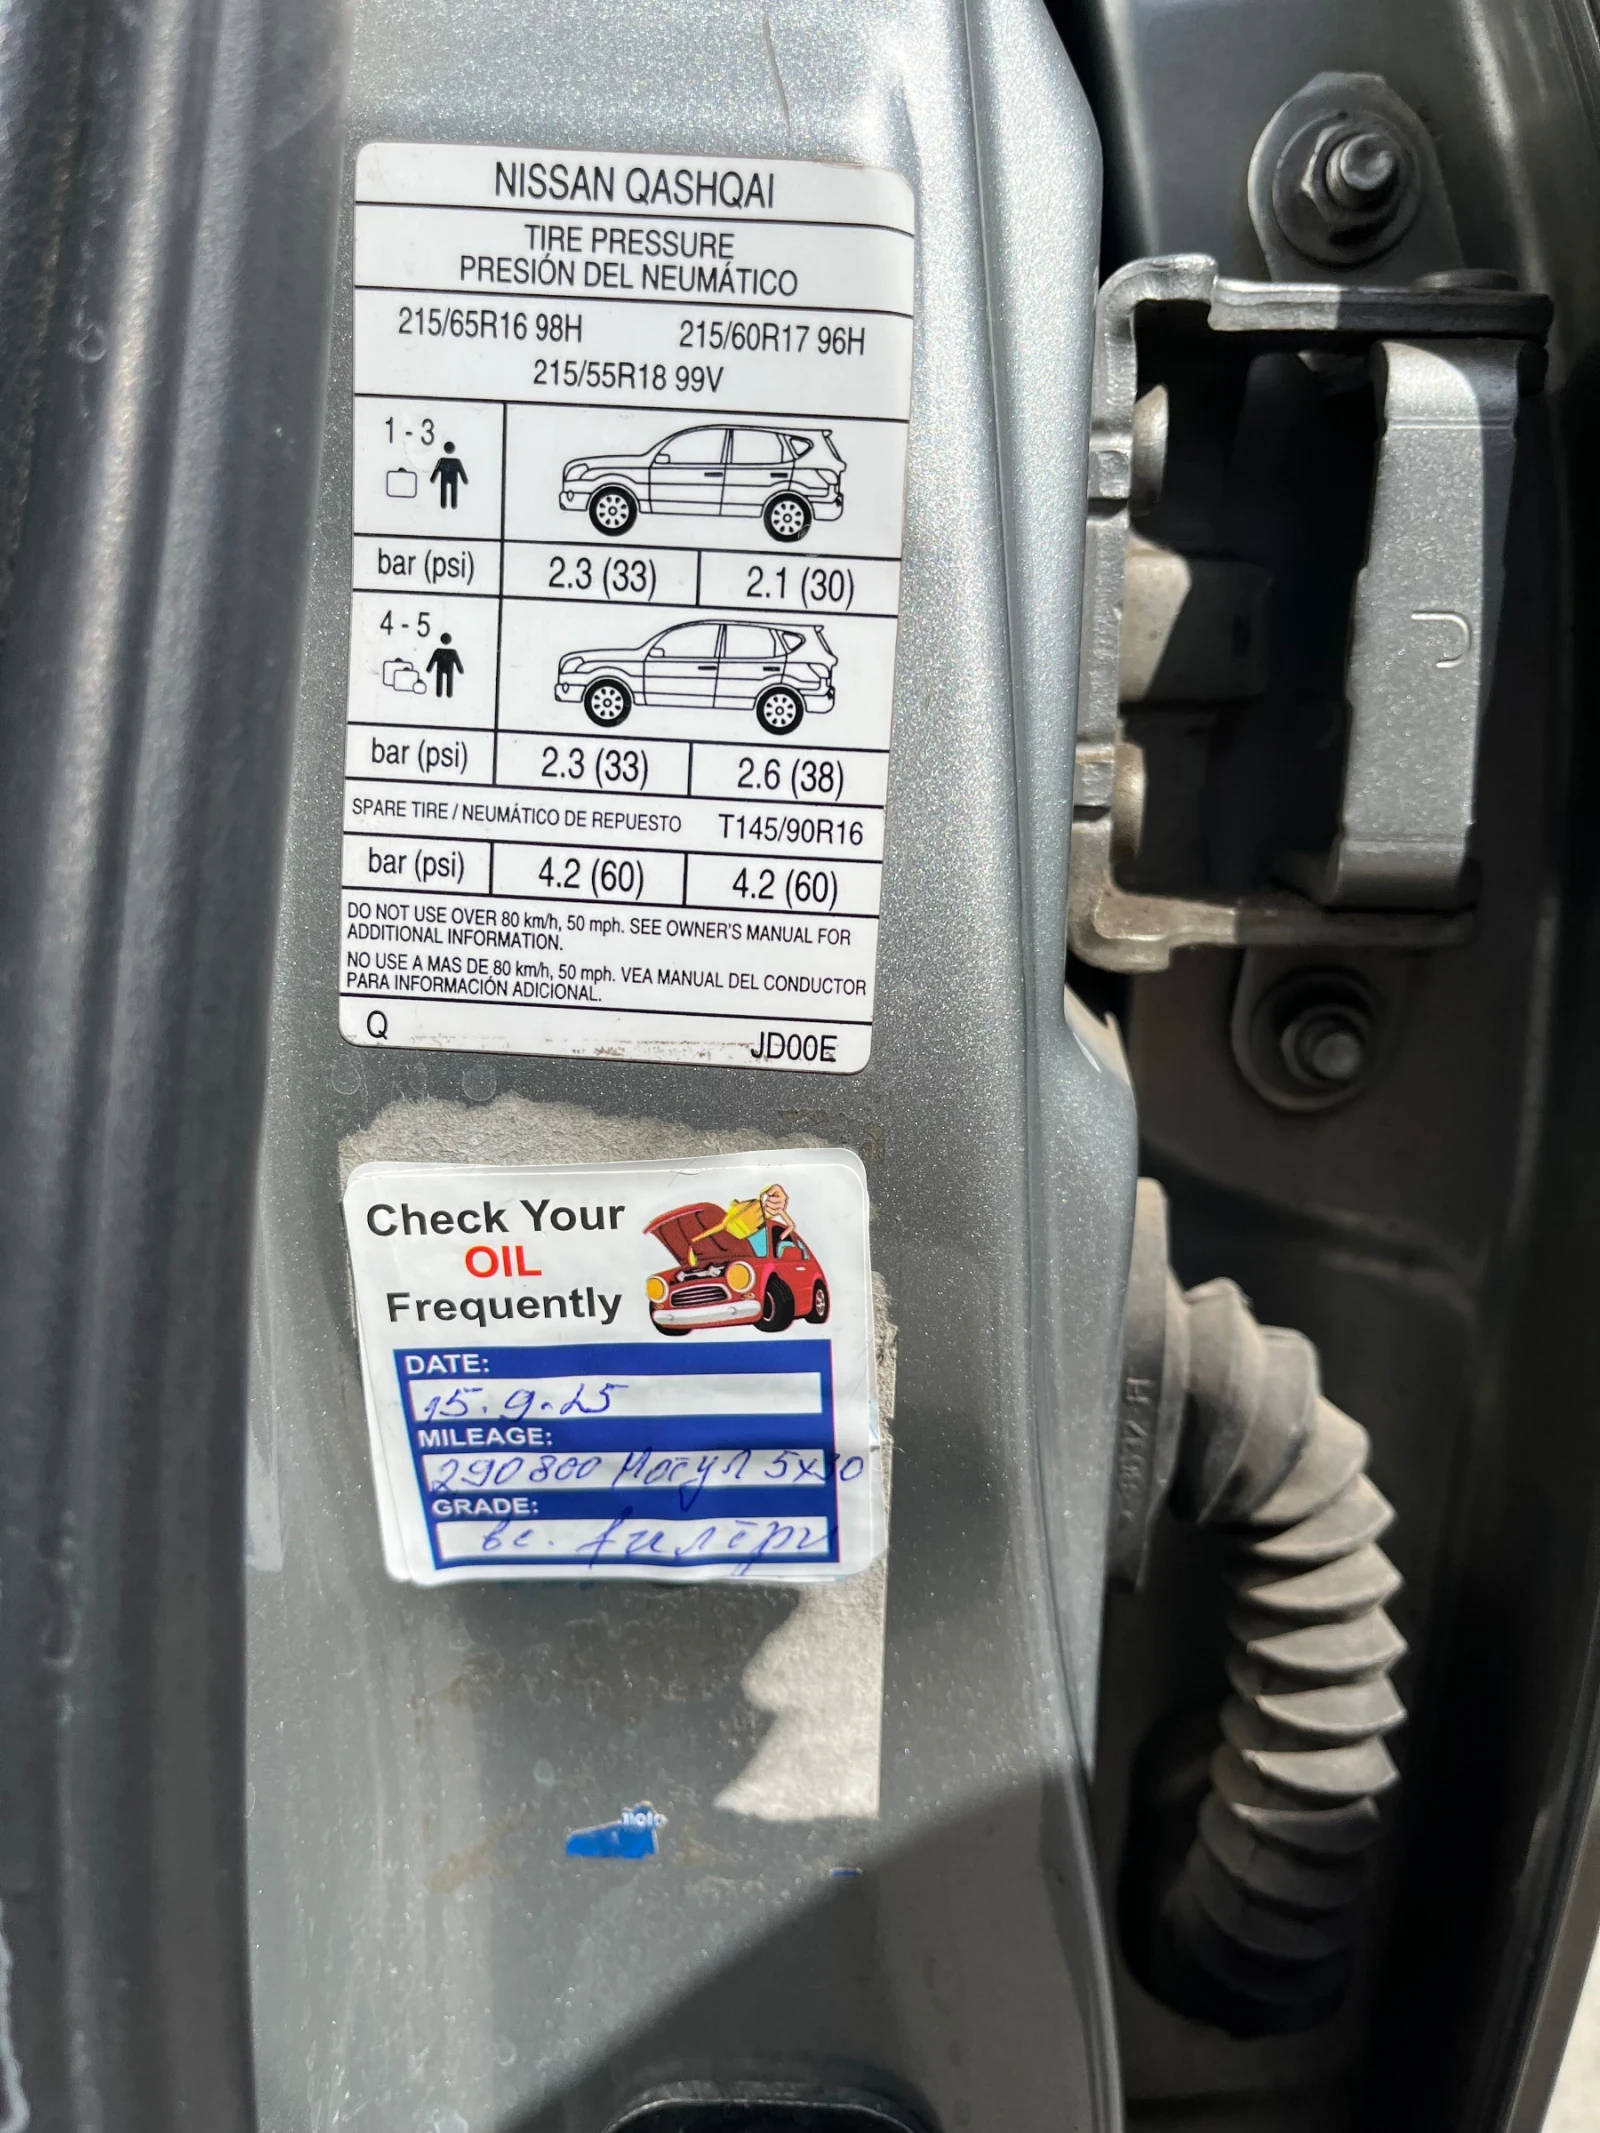 NISSAN QASHQAI
TIRE PRESSURE
PRESIÓN DEL NEUMÁTICO
215/65R16 98H 215/60R17 96H
215/55R18 99V
1 - 3
bar (psi) 2.3 (33) 2.1 (30)
4 - 5
bar (psi) 2.3 (33) 2.6 (38)
SPARE TIRE / NEUMÁTICO DE REPUESTO T145/90R16
bar (psi) 4.2 (60) 4.2 (60)
DO NOT USE OVER 80 km/h, 50 mph. SEE OWNER'S MANUAL FOR
ADDITIONAL INFORMATION.
NO USE A MAS DE 80 km/h, 50 mph. VEA MANUAL DEL CONDUCTOR
PARA INFORMACIÓN ADICIONAL.
Q JD00E
Check Your
OIL
Frequently
DATE:
15.9.25
MILEAGE:
290800 Мосул 5x30
GRADE:
вс. филтри